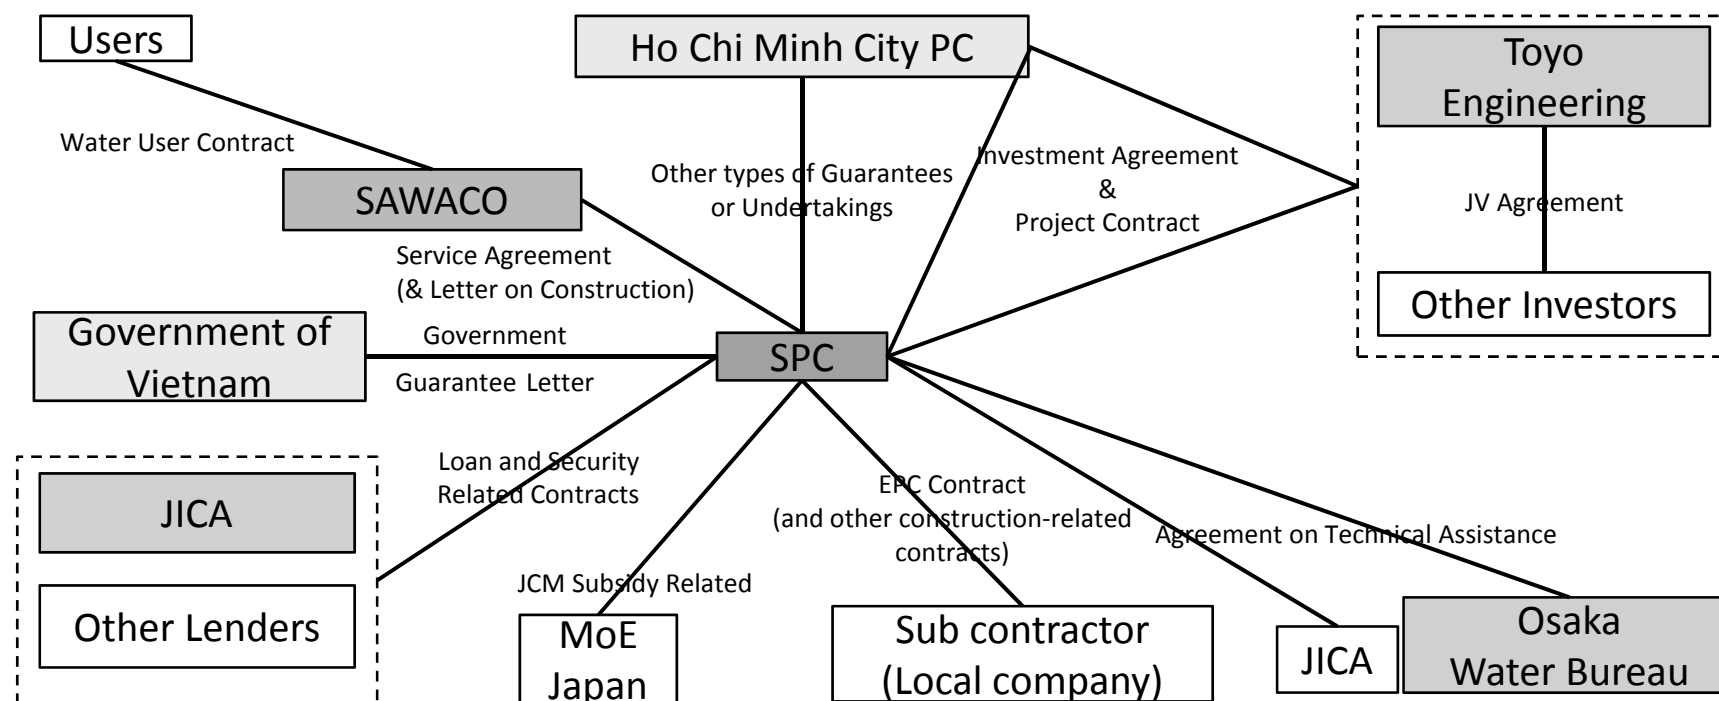 Users
Ho Chi Minh City PC
Toyo
Engineering
Water User Contract
SAWACO
Other types of Guarantees
or Undertakings
Investment Agreement
&
Project Contract
JV Agreement
Service Agreement
(& Letter on Construction)
Other Investors
Government of
Vietnam
Government
Guarantee Letter
SPC
JICA
Other Lenders
Loan and Security
Related Contracts
JCM Subsidy Related
MoE
Japan
EPC Contract
(and other construction-related
contracts)
Sub contractor
(Local company)
Agreement on Technical Assistance
JICA
Osaka
Water Bureau